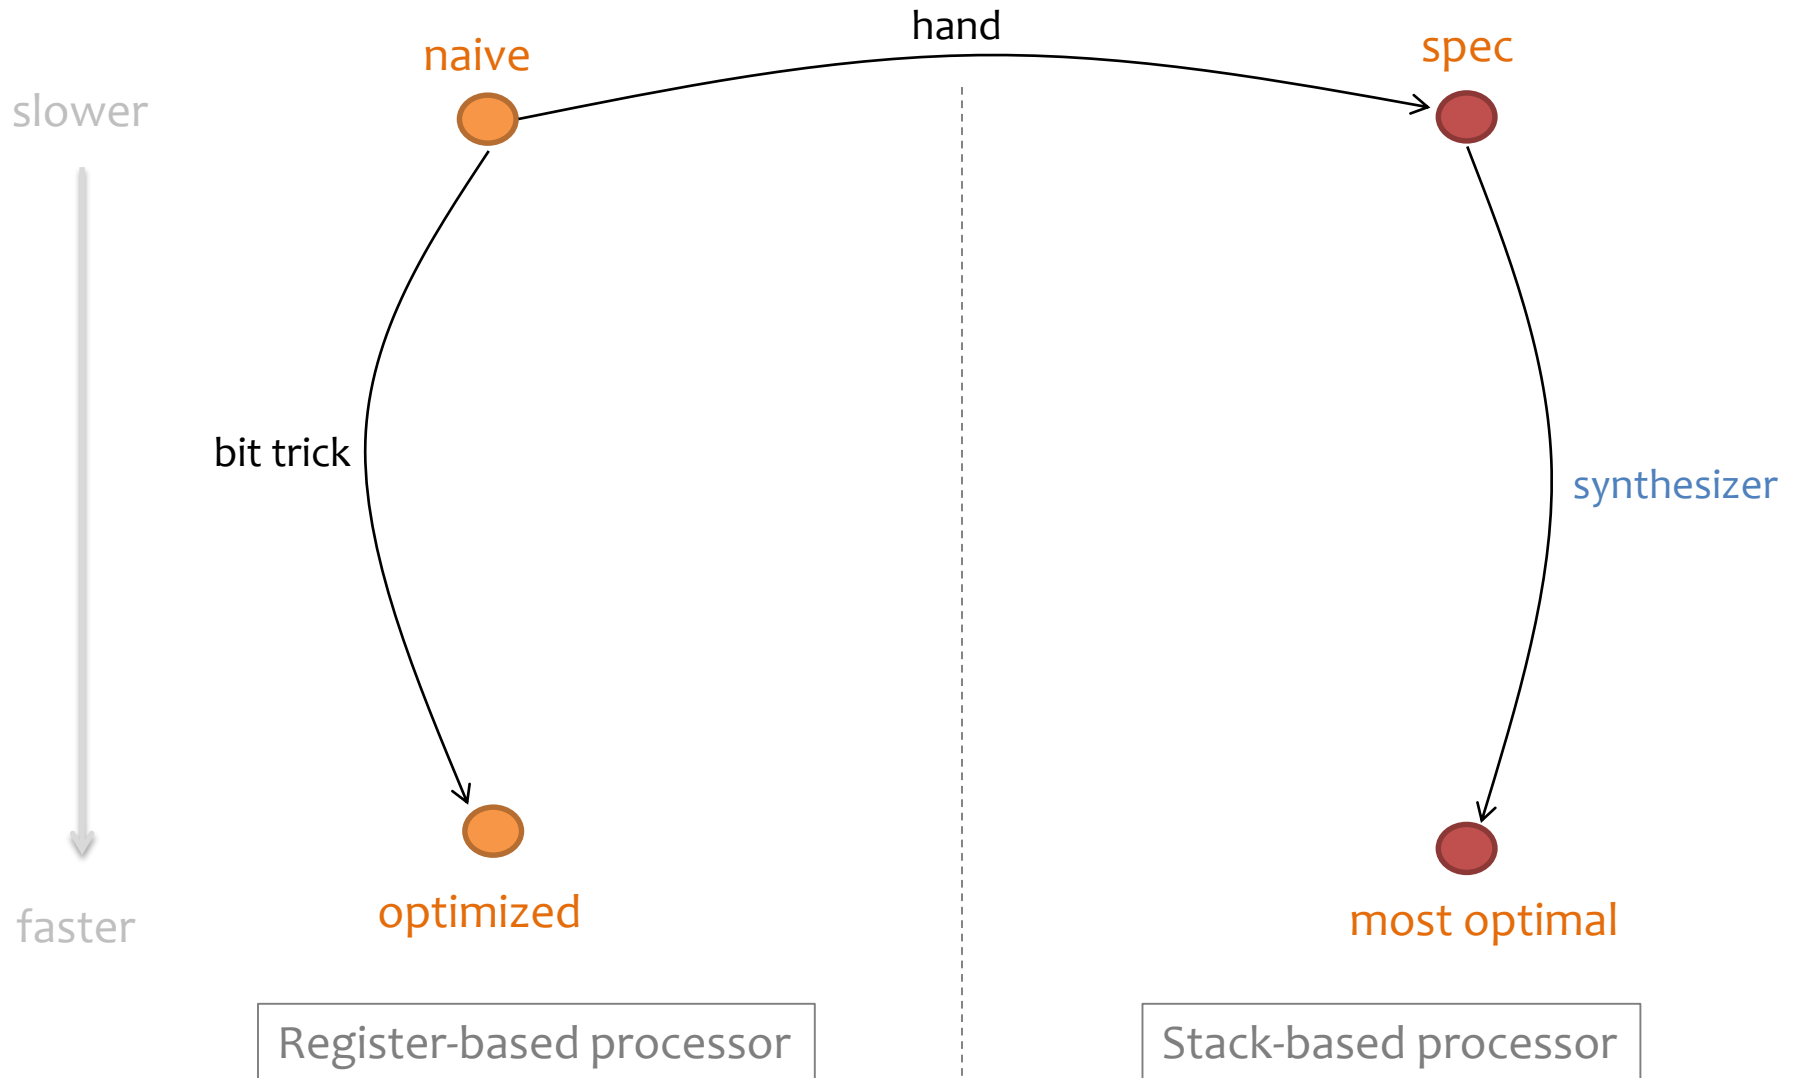 hand
naive
spec
slower
bit trick
synthesizer
optimized
most optimal
faster
Register-based processor
Stack-based processor